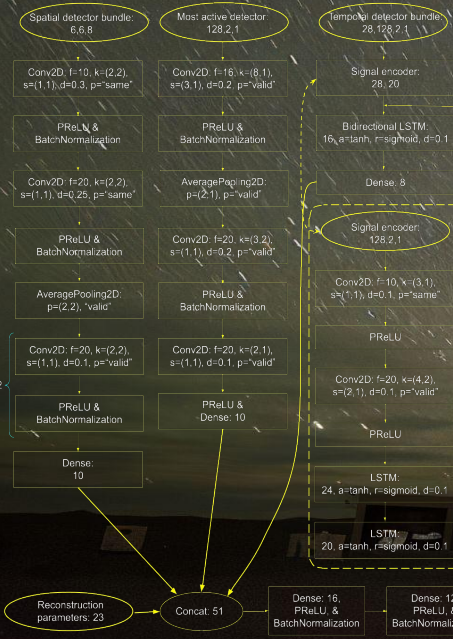 Spatial detector bundle:
6,6,8
Conv2D: f=10, k=(2,2),
s=(1,1), d=0.3, p="same"
PReLU &
BatchNormalization
Conv2D: f=20, k=(2,2),
s=(1,1), d=0.25, p="same"
PReLU &
BatchNormalization
AveragePooling2D:
p=(2,2), "valid"
Conv2D: f=20, k=(2,2),
s=(1,1), d=0.1, p="valid"
PReLU &
BatchNormalization
Dense:
10
Most active detector:
128,2,1
Conv2D: f=16, k=(8,1),
s=(3,1), d=0.2, p="valid"
PReLU &
BatchNormalization
AveragePooling2D:
p=(2,1), p="valid"
Conv2D: f=20, k=(3,2),
s=(1,1), d=0.2, p="valid"
PReLU &
BatchNormalization
Conv2D: f=20, k=(2,1),
s=(1,1), d=0.1, p="valid"
PReLU &
Dense: 10
Temporal detector bundle:
28,128,2,1
Signal encoder:
28, 20
Bidirectional LSTM:
16, a=tanh, r=sigmoid, d=0.1
Dense: 8
Signal encoder:
128,2,1
Conv2D: f=10, k=(3,1),
s=(1,1), d=0.1, p="same"
PReLU
Conv2D: f=20, k=(4,2),
s=(2,1), d=0.1, p="valid"
PReLU
LSTM:
24, a=tanh, r=sigmoid, d=0.1
LSTM:
20, a=tanh, r=sigmoid, d=0.1
Reconstruction
parameters: 23
Concat: 51
Dense: 16,
PReLU, &
BatchNormalization
Dense: 12
PReLU, &